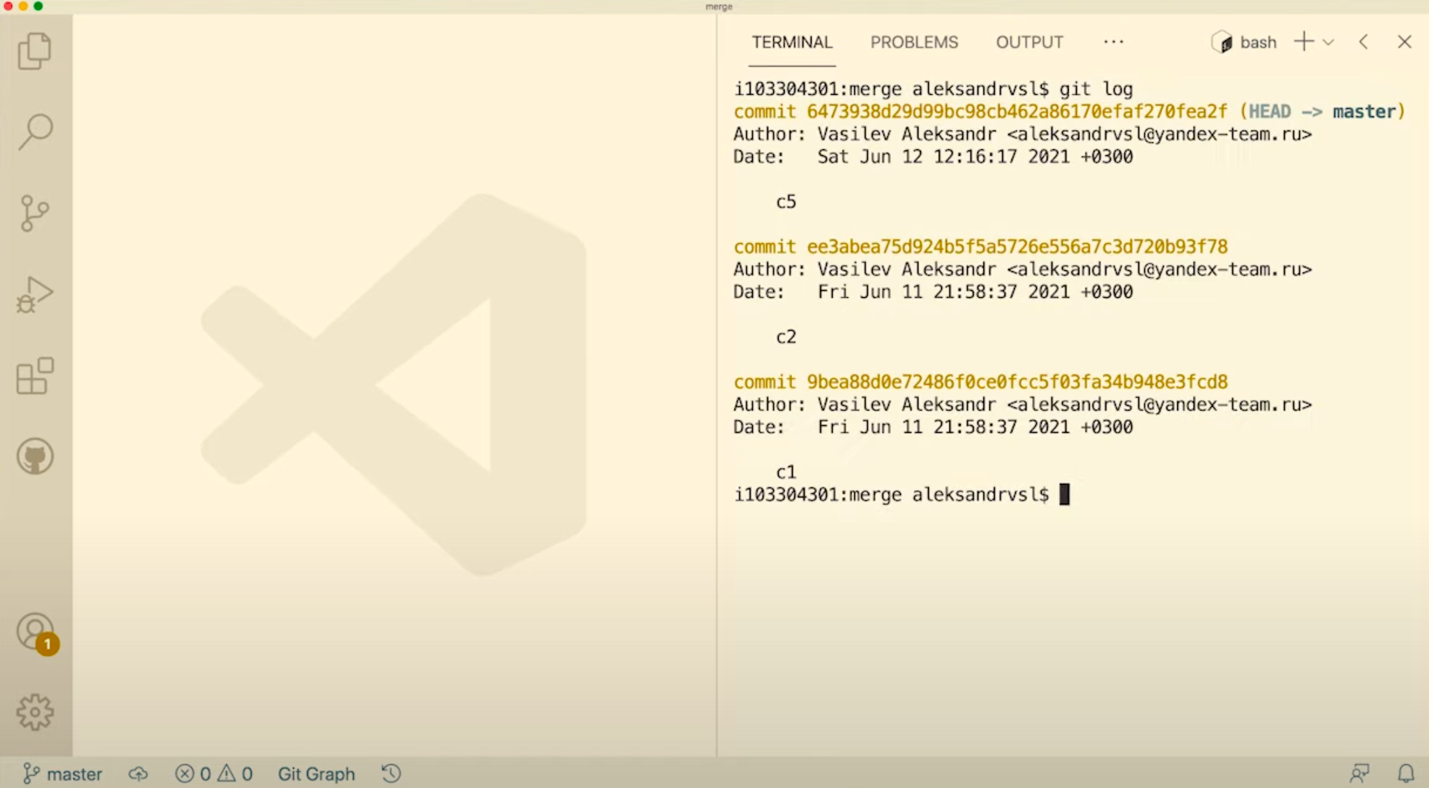 merge
TERMINAL PROBLEMS OUTPUT ··· bash
i103304301:merge aleksandrvsl$ git log
commit 6473938d29d99bc98cb462a86170efaf270fea2f (HEAD -> master)
Author: Vasilev Aleksandr <aleksandrvsl@yandex-team.ru>
Date:   Sat Jun 12 12:16:17 2021 +0300
c5
commit ee3abea75d924b5f5a5726e556a7c3d720b93f78
Author: Vasilev Aleksandr <aleksandrvsl@yandex-team.ru>
Date:   Fri Jun 11 21:58:37 2021 +0300
c2
commit 9bea88d0e72486f0ce0fcc5f03fa34b948e3fcd8
Author: Vasilev Aleksandr <aleksandrvsl@yandex-team.ru>
Date:   Fri Jun 11 21:58:37 2021 +0300
c1
i103304301:merge aleksandrvsl$
1
master 0 0 Git Graph